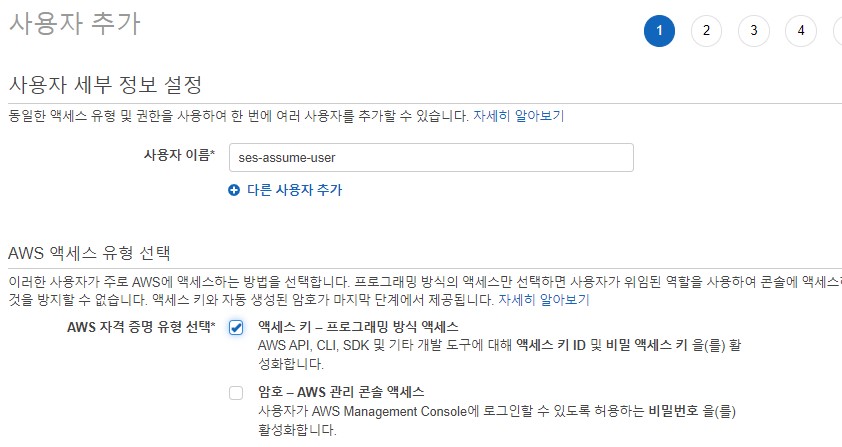 사용자 추가
1 2 3 4
사용자 세부 정보 설정
동일한 액세스 유형 및 권한을 사용하여 한 번에 여러 사용자를 추가할 수 있습니다. 자세히 알아보기
사용자 이름* ses-assume-user
다른 사용자 추가
AWS 액세스 유형 선택
이러한 사용자가 주로 AWS에 액세스하는 방법을 선택합니다. 프로그래밍 방식의 액세스만 선택하면 사용자가 위임된 역할을 사용하여 콘솔에 액세스
것을 방지할 수 없습니다. 액세스 키와 자동 생성된 암호가 마지막 단계에서 제공됩니다. 자세히 알아보기
AWS 자격 증명 유형 선택* 액세스 키 – 프로그래밍 방식 액세스
AWS API, CLI, SDK 및 기타 개발 도구에 대해 액세스 키 ID 및 비밀 액세스 키 을(를) 활
성화합니다.
암호 – AWS 관리 콘솔 액세스
사용자가 AWS Management Console에 로그인할 수 있도록 허용하는 비밀번호 을(를)
활성화합니다.